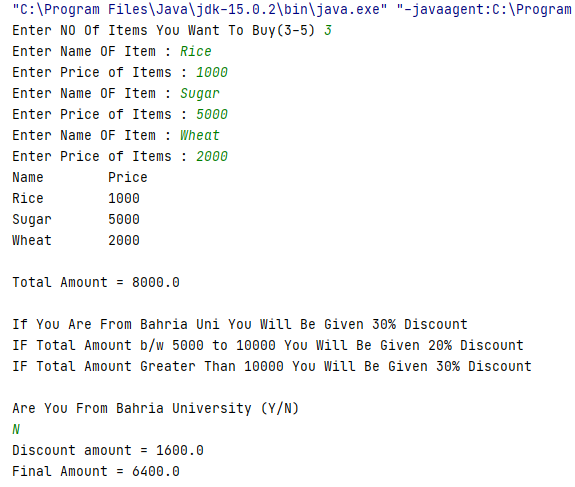 "C:\Program Files\Java\jdk-15.0.2\bin\java.exe" "-javaagent:C:\Program
Enter NO Of Items You Want To Buy(3-5) 3
Enter Name OF Item : Rice
Enter Price of Items : 1000
Enter Name OF Item : Sugar
Enter Price of Items : 5000
Enter Name OF Item : Wheat
Enter Price of Items : 2000
Name        Price
Rice        1000
Sugar       5000
Wheat       2000
Total Amount = 8000.0
If You Are From Bahria Uni You Will Be Given 30% Discount
IF Total Amount b/w 5000 to 10000 You Will Be Given 20% Discount
IF Total Amount Greater Than 10000 You Will Be Given 30% Discount
Are You From Bahria University (Y/N)
N
Discount amount = 1600.0
Final Amount = 6400.0